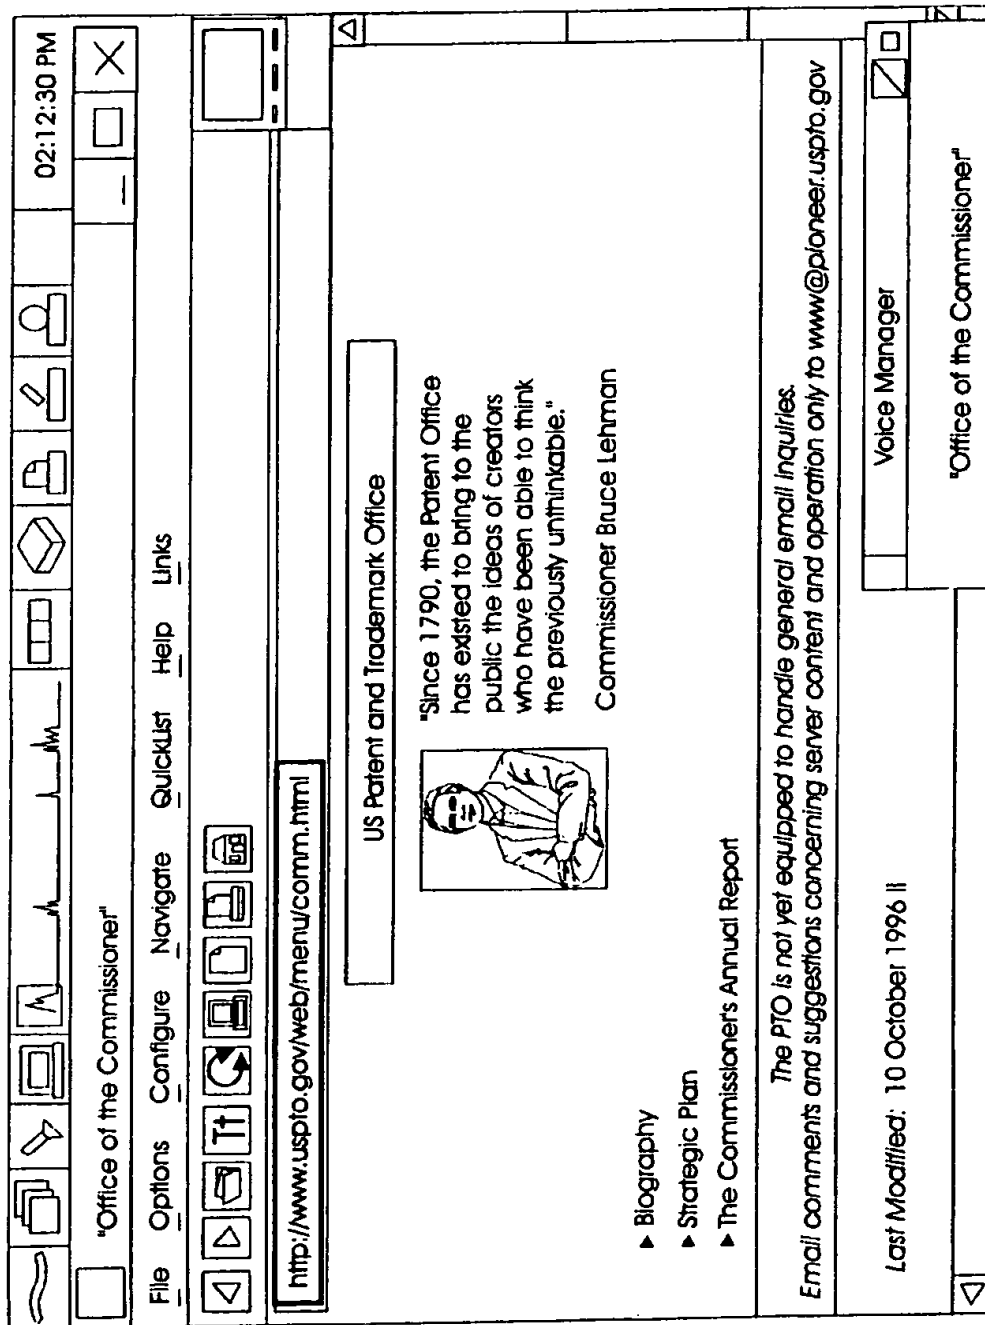 02:12:30 PM
"Office of the Commissioner"
File Options Configure Navigate QuickList Help Links
Tt
http://www.uspto.gov/web/menu/comm.html
US Patent and Trademark Office
"Since 1790, the Patent Office
has existed to bring to the
public the ideas of creators
who have been able to think
the previously unthinkable."
Commissioner Bruce Lehman
▸ Biography
▸ Strategic Plan
▸ The Commissioners Annual Report
The PTO is not yet equipped to handle general email inquiries.
Email comments and suggestions concerning server content and operation only to www@pioneer.uspto.gov
Last Modified: 10 October 1996 II
Voice Manager
"Office of the Commissioner"